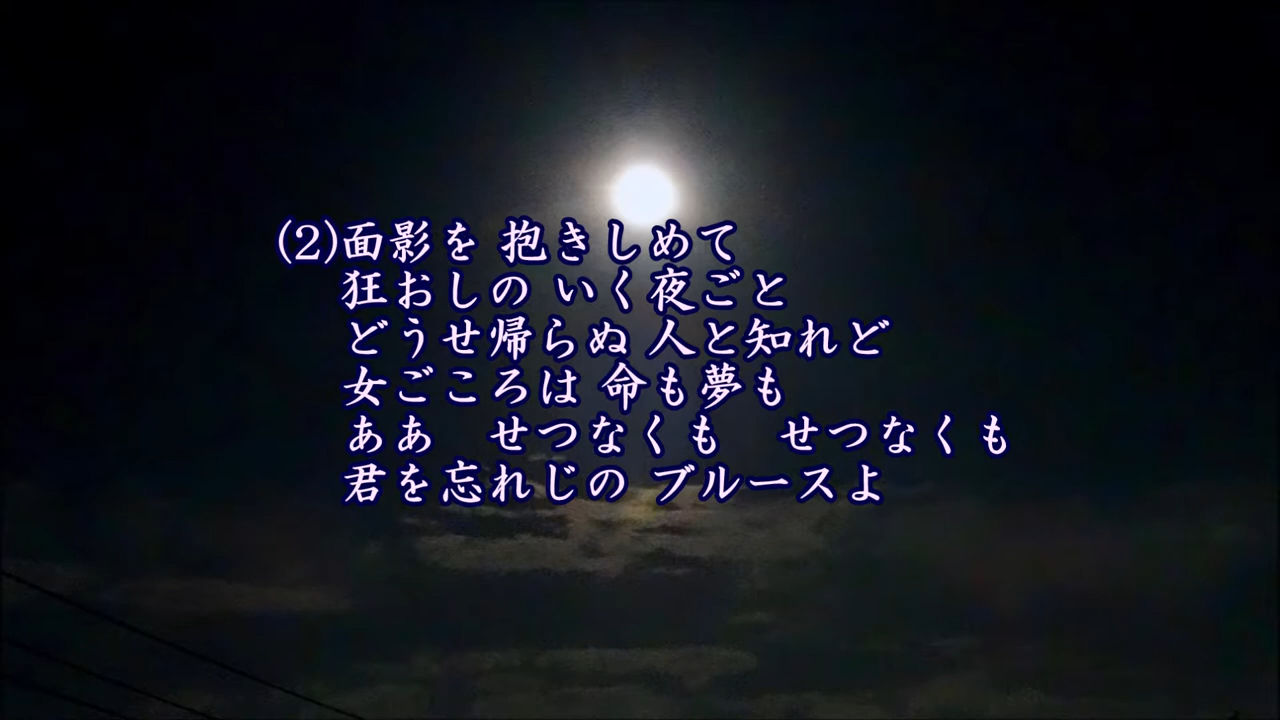 (2)面影を 抱きしめて
狂おしの いく夜ごと
どうせ帰らぬ 人と知れど
女ごころは 命も夢も
ああ　せつなくも　せつなくも
君を忘れじの ブルースよ